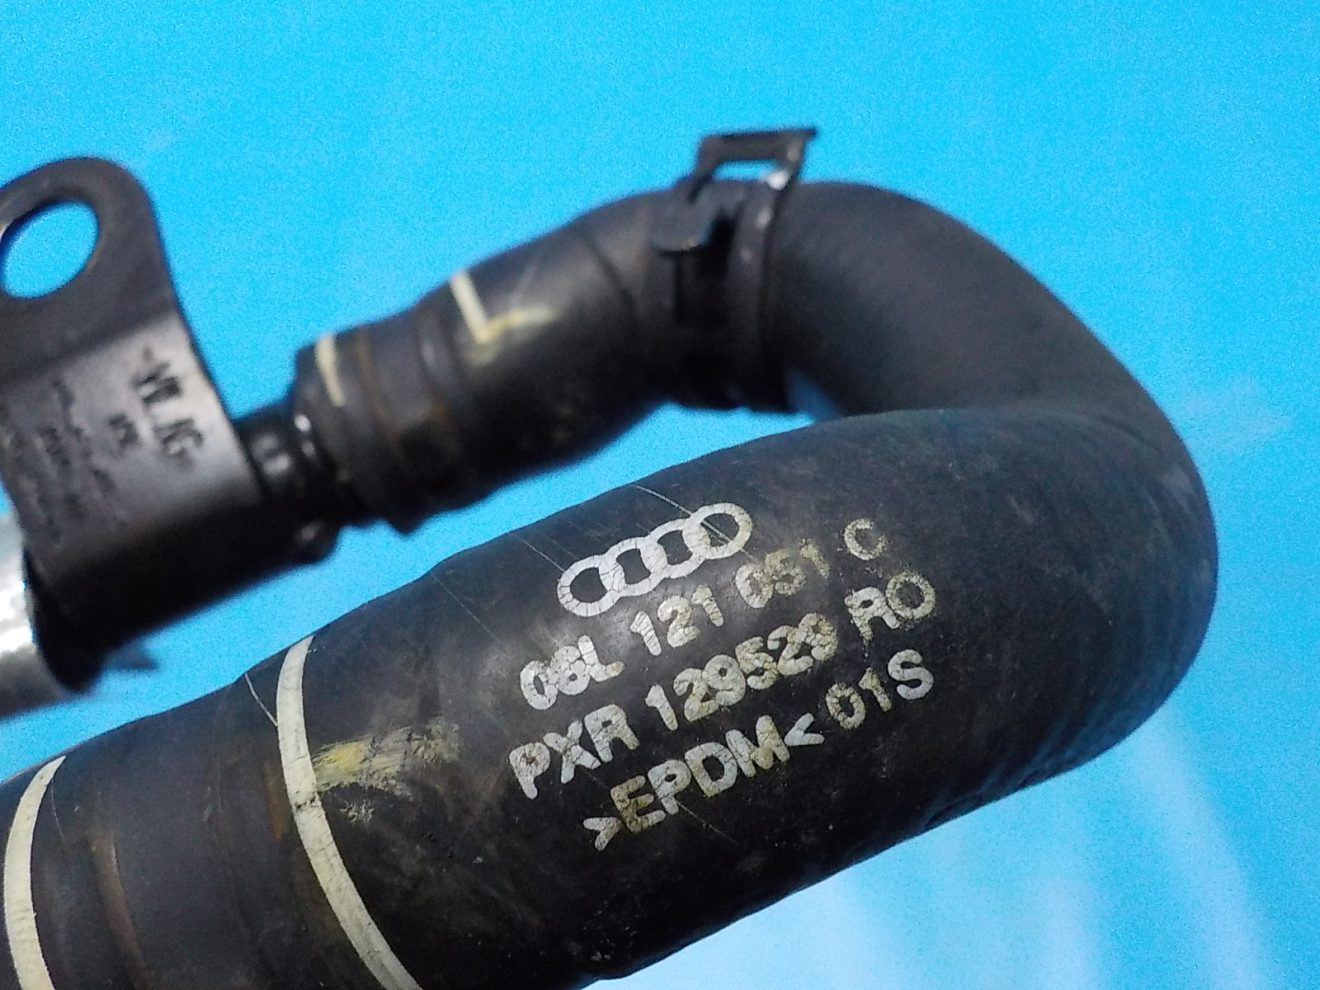 06L 121 051 C
PXR 129529 RO
>EPDM< 01S